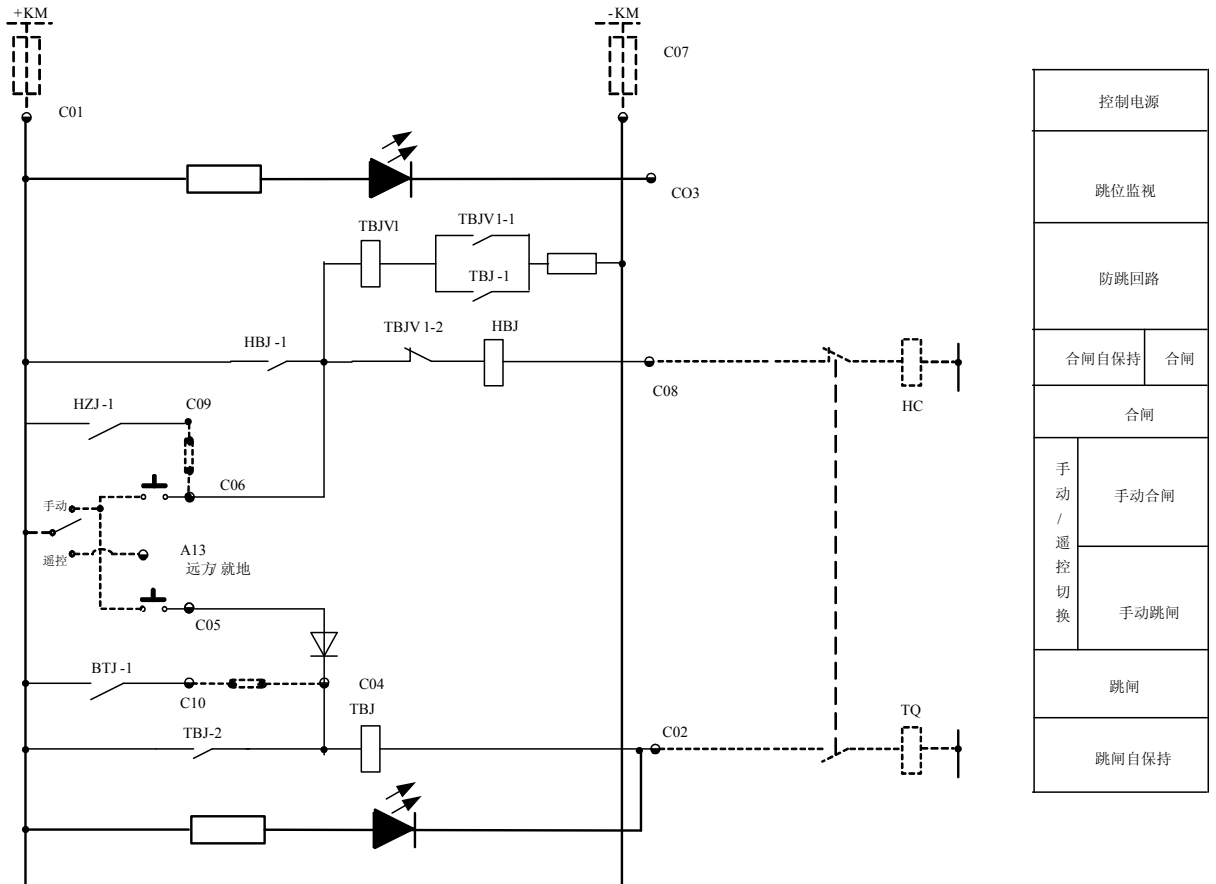 +KM
-KM
C07
C01
CO3
TBJV1
TBJV 1-1
TBJ -1
HBJ -1
TBJV 1-2
HBJ
C08
HC
HZJ -1
C09
C06
手动
遥控
A13
远方/ 就地
C05
BTJ -1
C10
C04
TBJ
TBJ-2
C02
TQ
控制电源
跳位监视
防跳回路
合闸自保持
合闸
合闸
手动/遥控切换
手动合闸
手动跳闸
跳闸
跳闸自保持